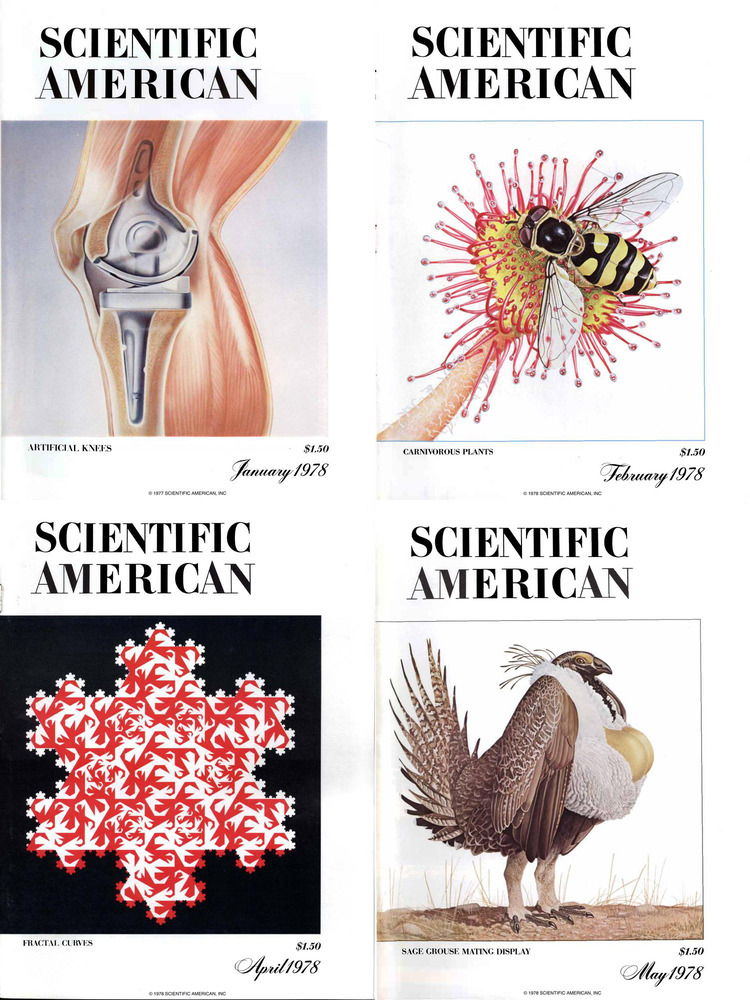 SCIENTIFIC
AMERICAN
ARTIFICIAL KNEES
$1.50
January 1978
© 1977 SCIENTIFIC AMERICAN, INC
SCIENTIFIC
AMERICAN
CARNIVOROUS PLANTS
$1.50
February 1978
© 1978 SCIENTIFIC AMERICAN, INC
SCIENTIFIC
AMERICAN
FRACTAL CURVES
$1.50
April 1978
© 1978 SCIENTIFIC AMERICAN, INC
SCIENTIFIC
AMERICAN
SAGE GROUSE MATING DISPLAY
$1.50
May 1978
© 1978 SCIENTIFIC AMERICAN, INC